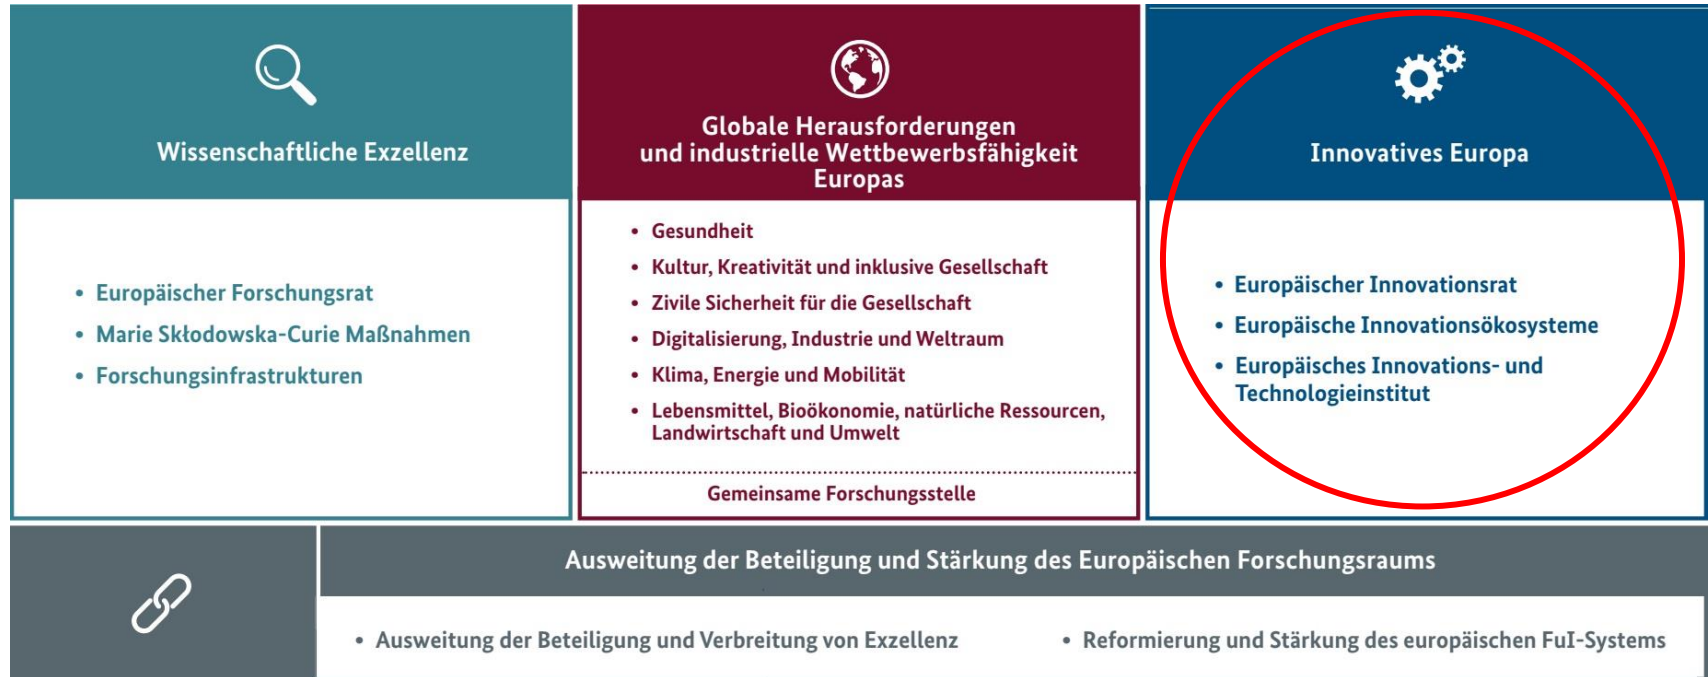 Wissenschaftliche Exzellenz
• Europäischer Forschungsrat
• Marie Skłodowska-Curie Maßnahmen
• Forschungsinfrastrukturen
Globale Herausforderungen
und industrielle Wettbewerbsfähigkeit
Europas
• Gesundheit
• Kultur, Kreativität und inklusive Gesellschaft
• Zivile Sicherheit für die Gesellschaft
• Digitalisierung, Industrie und Weltraum
• Klima, Energie und Mobilität
• Lebensmittel, Bioökonomie, natürliche Ressourcen,
Landwirtschaft und Umwelt
Gemeinsame Forschungsstelle
Innovatives Europa
• Europäischer Innovationsrat
• Europäische Innovationsökosysteme
• Europäisches Innovations- und
Technologieinstitut
Ausweitung der Beteiligung und Stärkung des Europäischen Forschungsraums
• Ausweitung der Beteiligung und Verbreitung von Exzellenz
• Reformierung und Stärkung des europäischen FuI-Systems